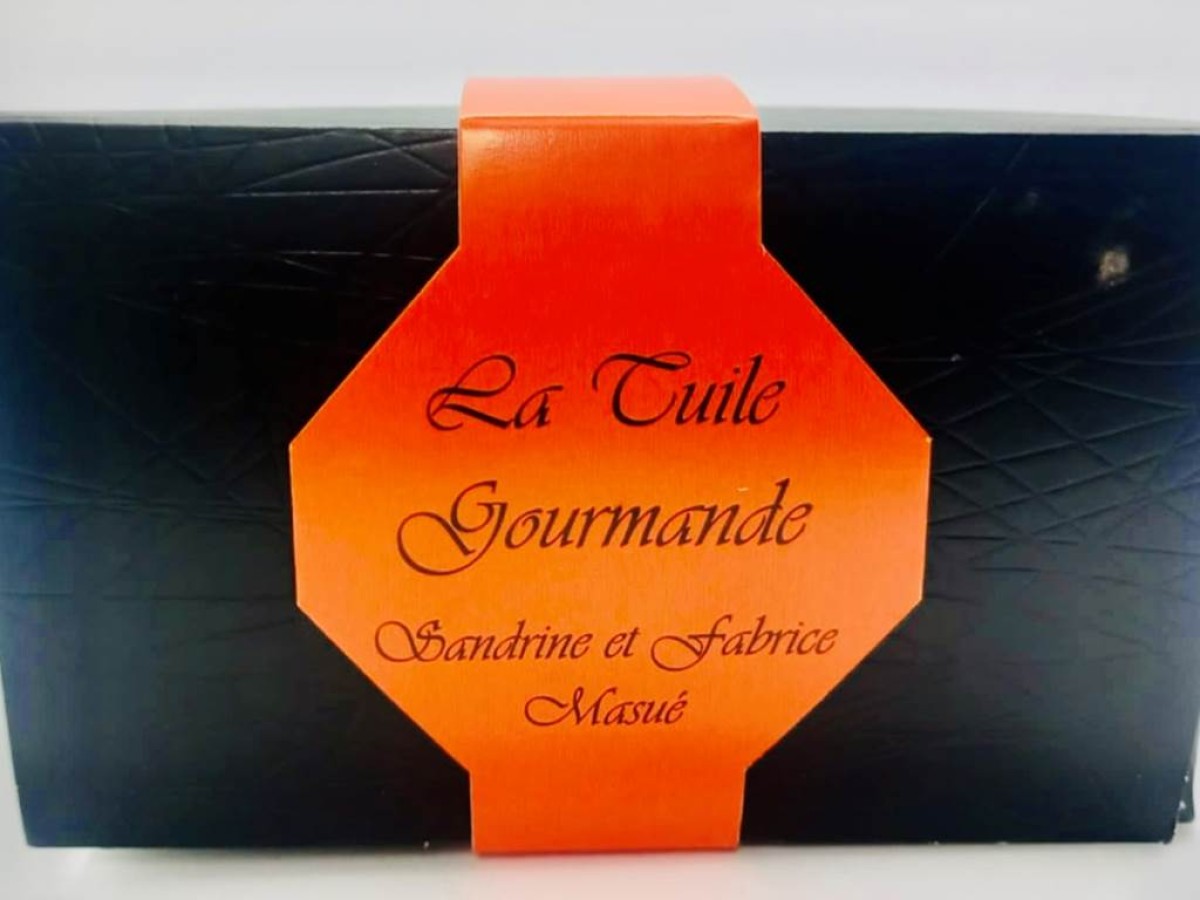 La Tuile
Gourmande
Sandrine et Fabrice
Masué